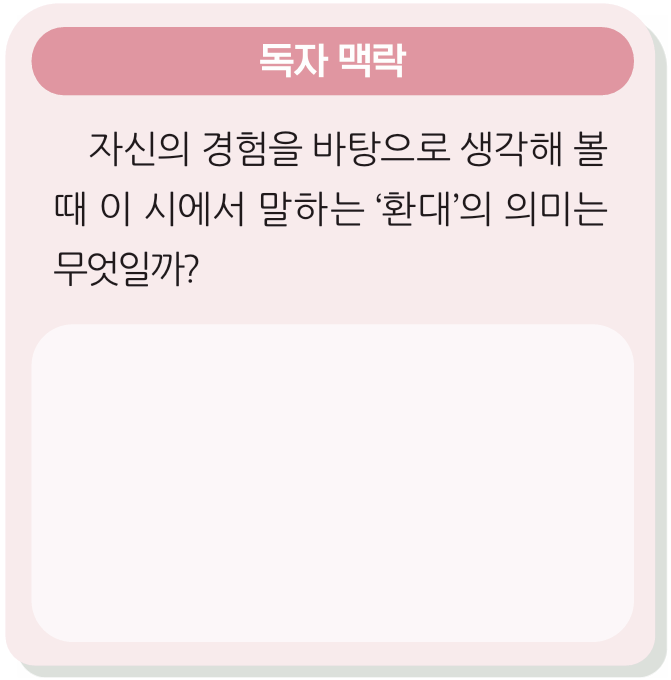 독자 맥락
자신의 경험을 바탕으로 생각해 볼
때 이 시에서 말하는 ‘환대’의 의미는
무엇일까?